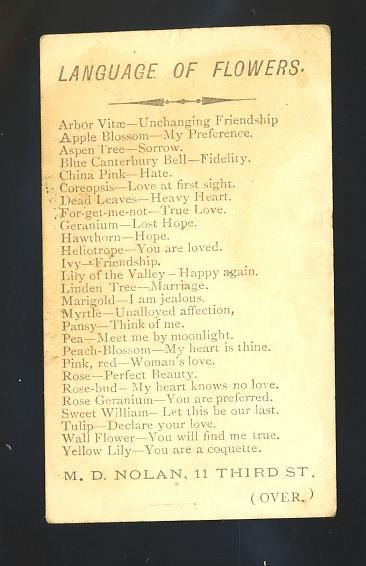 LANGUAGE OF FLOWERS.
Arbor Vitæ—Unchanging Friendship
Apple Blossom—My Preference.
Aspen Tree—Sorrow.
Blue Canterbury Bell—Fidelity.
China Pink—Hate.
Coreopsis—Love at first sight.
Dead Leaves—Heavy Heart.
For-get-me-not—True Love.
Geranium—Lost Hope.
Hawthorn—Hope.
Heliotrope—You are loved.
Ivy—Friendship.
Lily of the Valley – Happy again.
Linden Tree—Marriage.
Marigold—I am jealous.
Myrtle—Unalloyed affection,
Pansy—Think of me.
Pea—Meet me by moonlight.
Peach-Blossom—My heart is thine.
Pink, red—Woman's love.
Rose—Perfect Beauty.
Rose-bud – My heart knows no love.
Rose Geranium—You are preferred.
Sweet William– Let this be our last.
Tulip—Declare your love.
Wall Flower—You will find me true.
Yellow Lily—You are a coquette.
M. D. NOLAN, 11 THIRD ST.
(OVER.)